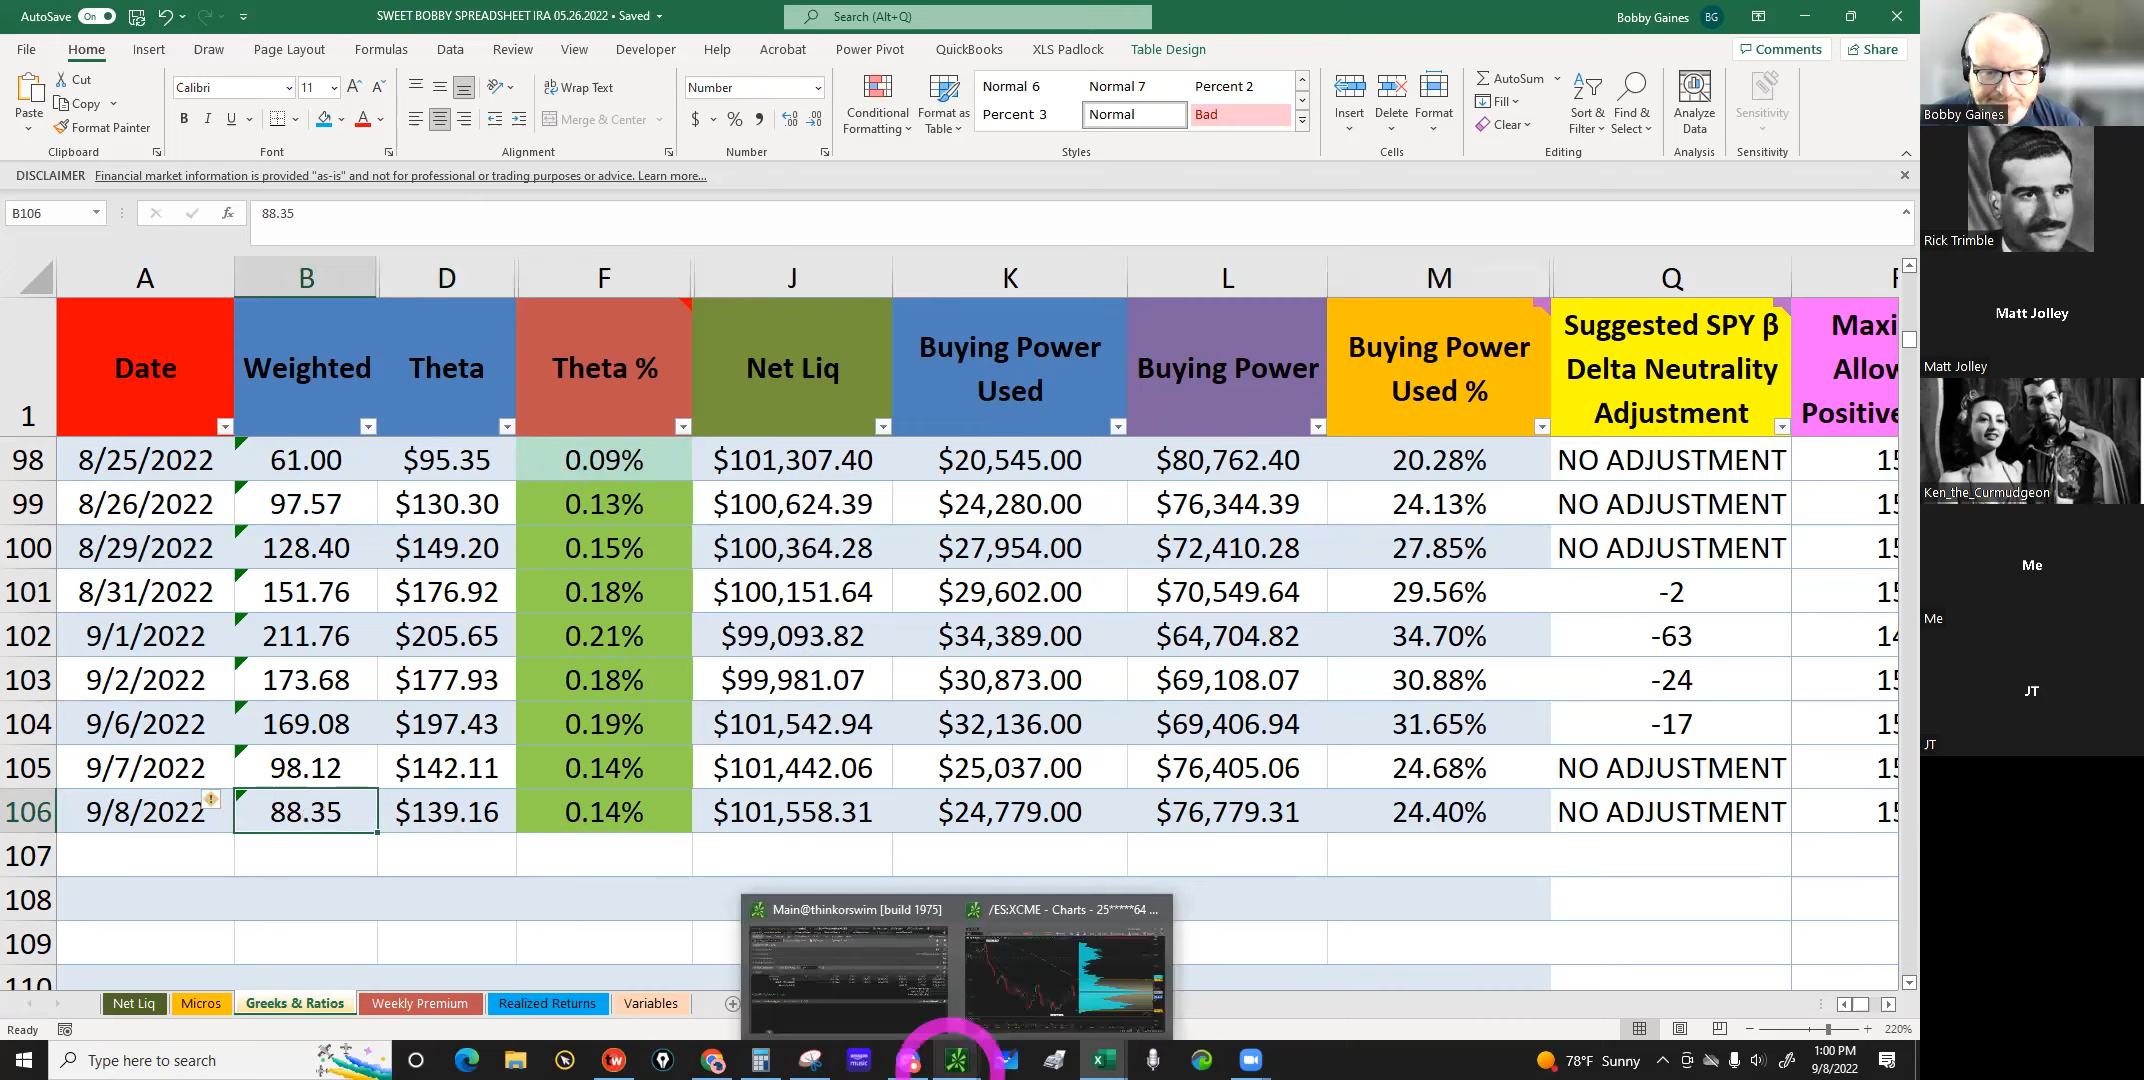 AutoSave On SWEET BOBBY SPREADSHEET IRA 05.26.2022 • Saved Search (Alt+Q) Bobby Gaines BG
File Home Insert Draw Page Layout Formulas Data Review View Developer Help Acrobat Power Pivot QuickBooks XLS Padlock Table Design Comments Share
Paste Cut Copy Format Painter Clipboard
Calibri 11 B I U A Font
Wrap Text Merge & Center Alignment
Number $ % Number
Conditional Formatting Format as Table
Normal 6 Normal 7 Percent 2
Percent 3 Normal Bad
Styles
Insert Delete Format Cells
AutoSum Fill Clear Sort & Filter Find & Select Editing
Analyze Data Analysis
Sensitivity Sensitivity
DISCLAIMER Financial market information is provided "as-is" and not for professional or trading purposes or advice. Learn more...
B106 fx 88.35
A B D F J K L M Q
1 Date Weighted Theta Theta % Net Liq Buying Power Used Buying Power Buying Power Used % Suggested SPY β Delta Neutrality Adjustment Maxi Allow Positive
98 8/25/2022 61.00 $95.35 0.09% $101,307.40 $20,545.00 $80,762.40 20.28% NO ADJUSTMENT 15
99 8/26/2022 97.57 $130.30 0.13% $100,624.39 $24,280.00 $76,344.39 24.13% NO ADJUSTMENT 15
100 8/29/2022 128.40 $149.20 0.15% $100,364.28 $27,954.00 $72,410.28 27.85% NO ADJUSTMENT 15
101 8/31/2022 151.76 $176.92 0.18% $100,151.64 $29,602.00 $70,549.64 29.56% -2 15
102 9/1/2022 211.76 $205.65 0.21% $99,093.82 $34,389.00 $64,704.82 34.70% -63 14
103 9/2/2022 173.68 $177.93 0.18% $99,981.07 $30,873.00 $69,108.07 30.88% -24 15
104 9/6/2022 169.08 $197.43 0.19% $101,542.94 $32,136.00 $69,406.94 31.65% -17 15
105 9/7/2022 98.12 $142.11 0.14% $101,442.06 $25,037.00 $76,405.06 24.68% NO ADJUSTMENT 15
106 9/8/2022 88.35 $139.16 0.14% $101,558.31 $24,779.00 $76,779.31 24.40% NO ADJUSTMENT 15
107
108
109
110
Main@thinkorswim [build 1975] /ES:XCME - Charts - 25*****64 ...
Net Liq Micros Greeks & Ratios Weekly Premium Realized Returns Variables
Ready 220%
Type here to search amazon music 78°F Sunny 1:00 PM
9/8/2022
Bobby Gaines
Rick Trimble
Matt Jolley
Matt Jolley
Ken_the_Curmudgeon
Me
Me
JT
JT